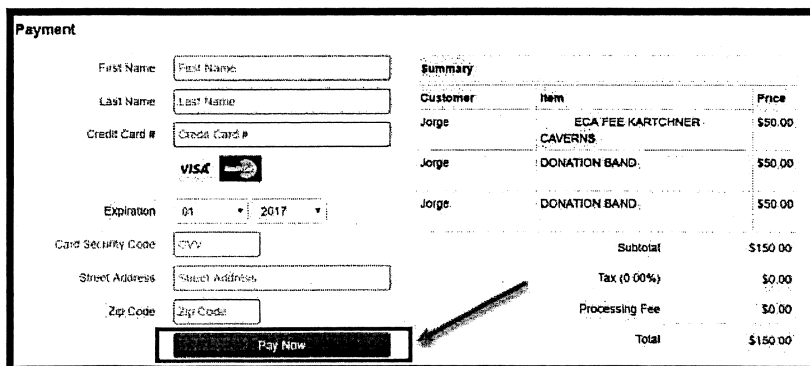 Payment
First Name First Name
Last Name Last Name
Credit Card # Credit Card #
VISA
Expiration 01 2017
Card Security Code CVV
Street Address Street Address
Zip Code Zip Code
Pay Now
Summary
Customer Item Price
Jorge ECA FEE KARTCHNER $50.00
CAVERNS
Jorge DONATION BAND $50.00
Jorge DONATION BAND $50.00
Subtotal $150.00
Tax (0.00%) $0.00
Processing Fee $0.00
Total $150.00